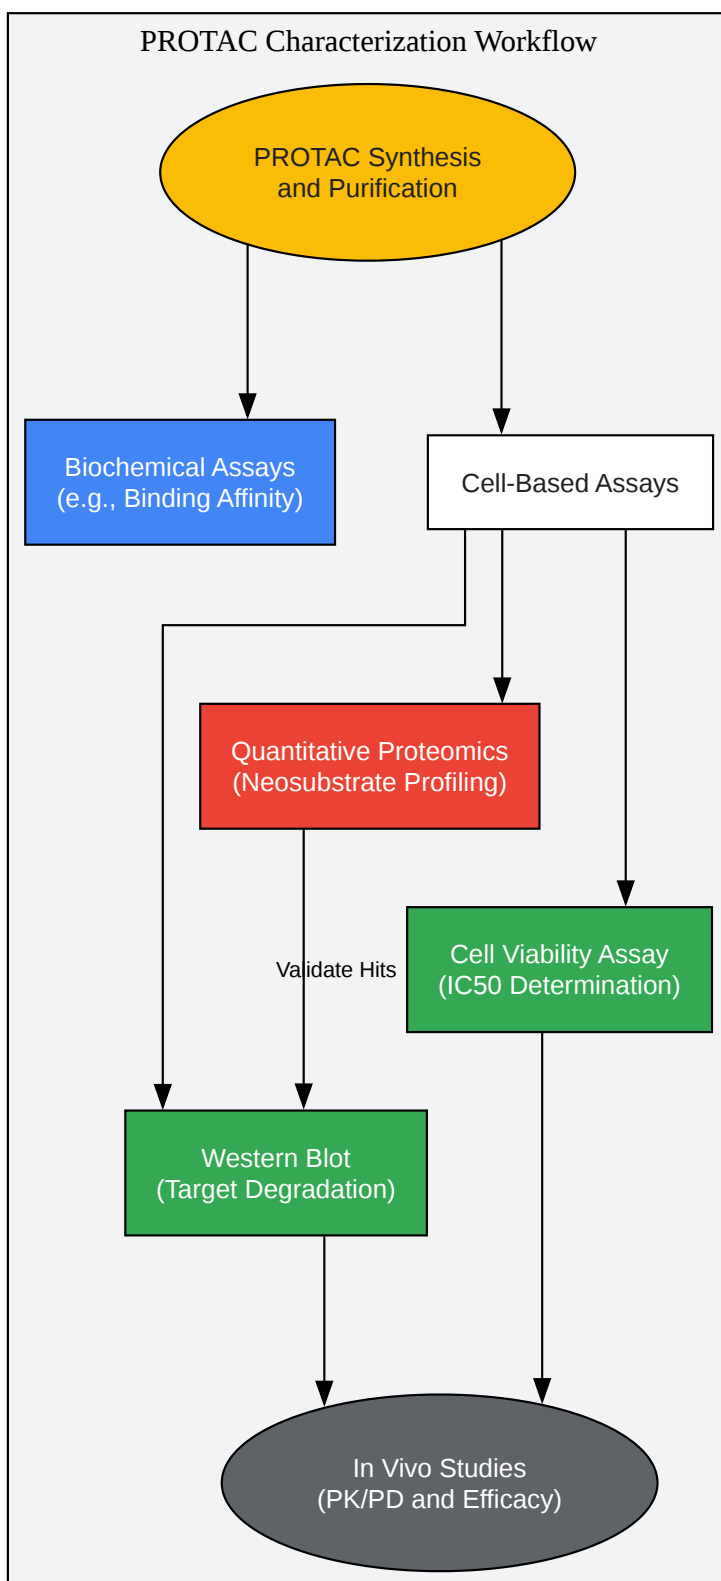 PROTAC Characterization Workflow
PROTAC Synthesis
and Purification
Biochemical Assays
(e.g., Binding Affinity)
Cell-Based Assays
Quantitative Proteomics
(Neosubstrate Profiling)
Cell Viability Assay
(IC50 Determination)
Validate Hits
Western Blot
(Target Degradation)
In Vivo Studies
(PK/PD and Efficacy)